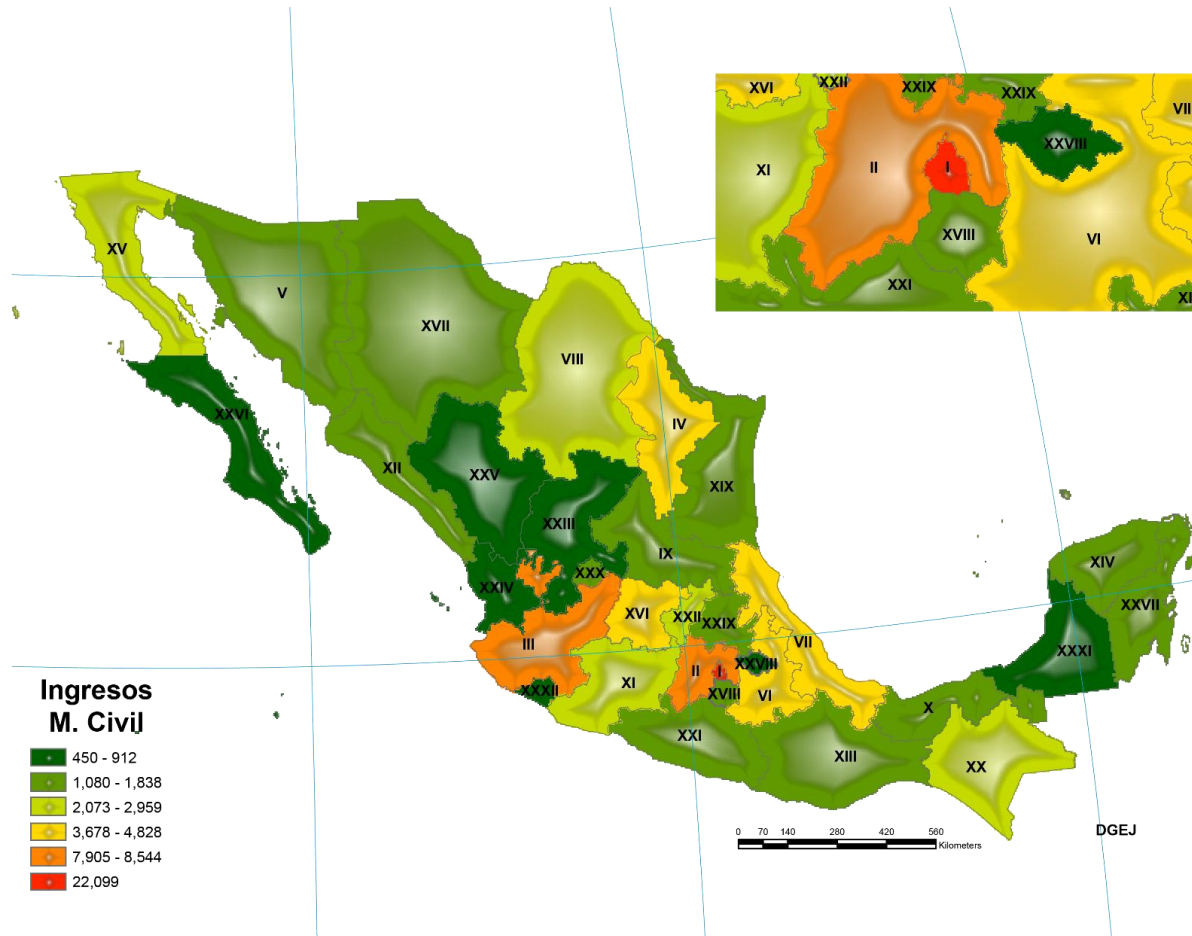 XVI
XXII
XXIX
XXIX
VII
XXVIII
XI
II
I
XVIII
VI
XXI
XI
XV
V
XVII
VIII
IV
XXVI
XII
XXV
XIX
XXIII
IX
XXX
XXIV
XIV
XVI
XXII
XXIX
XXVII
III
VII
XXXI
II
I
XXVIII
XI
XVIII
VI
XXXII
X
XXI
XIII
XX
Ingresos
M. Civil
450 - 912
1,080 - 1,838
2,073 - 2,959
3,678 - 4,828
7,905 - 8,544
22,099
DGEJ
0 70 140 280 420 560
Kilometers